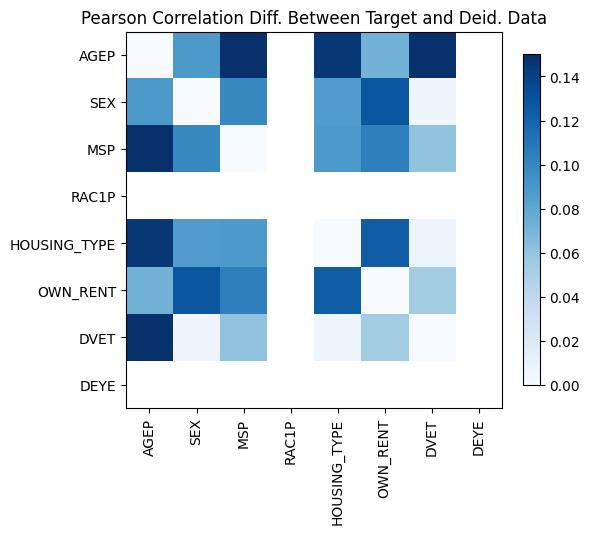 Pearson Correlation Diff. Between Target and Deid. Data
AGEP
SEX
MSP
RAC1P
HOUSING_TYPE
OWN_RENT
DVET
DEYE
AGEP
SEX
MSP
RAC1P
HOUSING_TYPE
OWN_RENT
DVET
DEYE
0.14
0.12
0.10
0.08
0.06
0.04
0.02
0.00